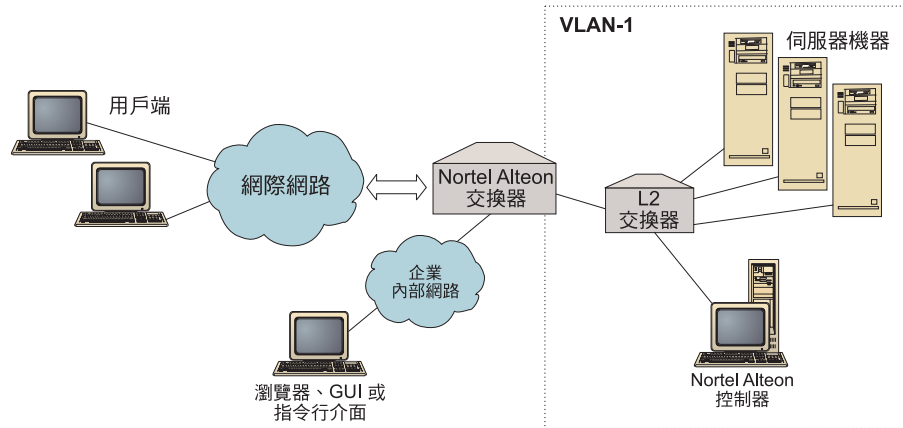 VLAN-1
伺服器機器
用戶端
網際網路
Nortel Alteon
交換器
L2
交換器
企業
內部網路
瀏覽器、GUI 或
指令行介面
Nortel Alteon
控制器